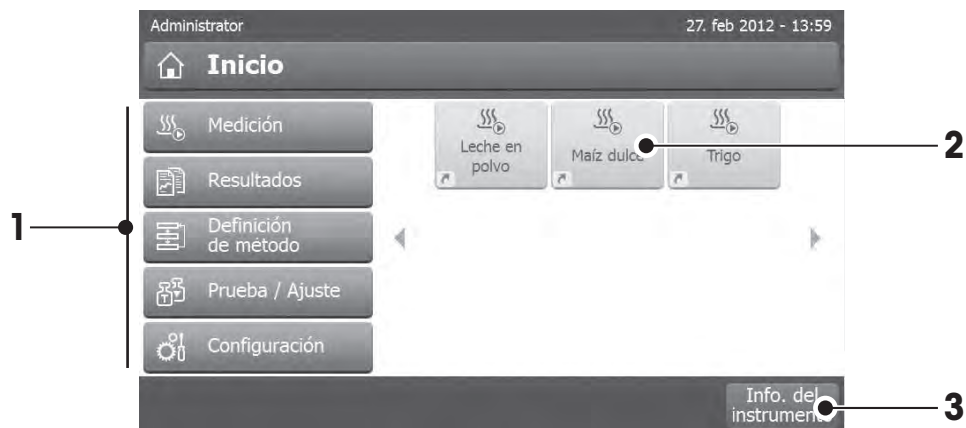 Administrator
27. feb 2012 - 13:59
Inicio
Medición
Resultados
Definición
de método
Prueba / Ajuste
Configuración
Leche en
polvo
Maíz dulce
Trigo
Info. del
instrument
1
2
3